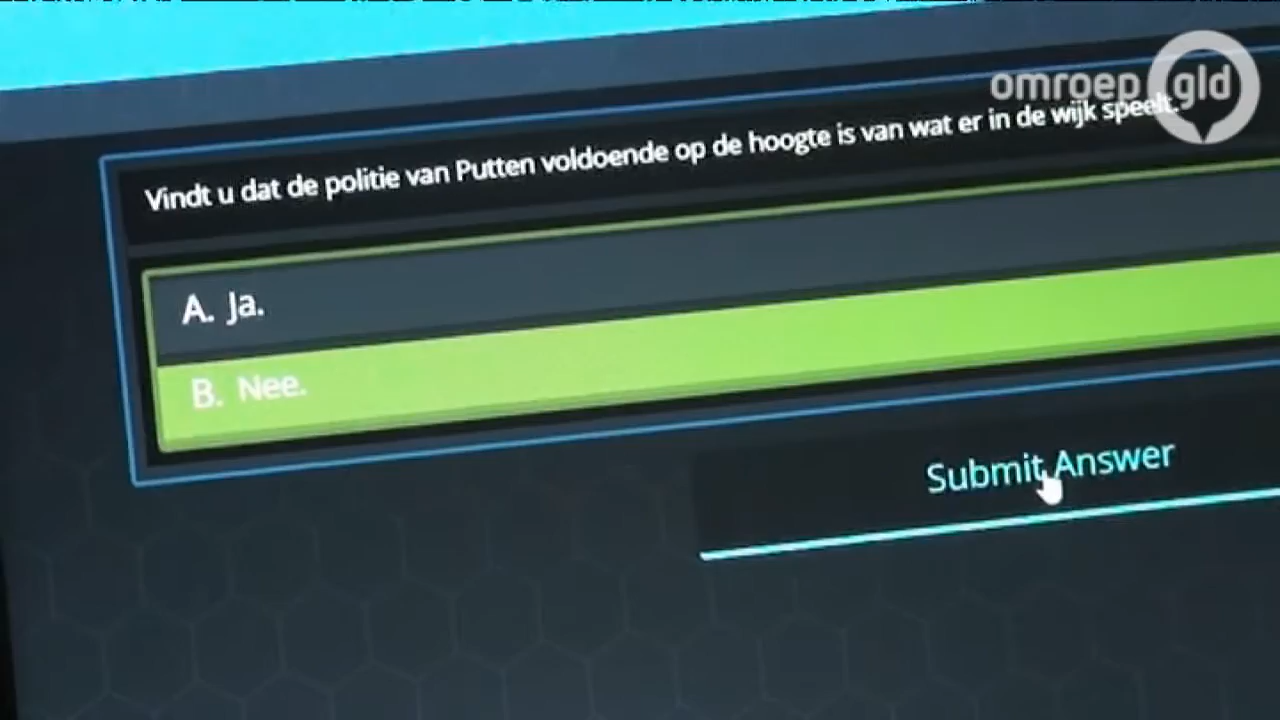 omroep gld
Vindt u dat de politie van Putten voldoende op de hoogte is van wat er in de wijk speelt.
A. Ja.
B. Nee.
Submit Answer